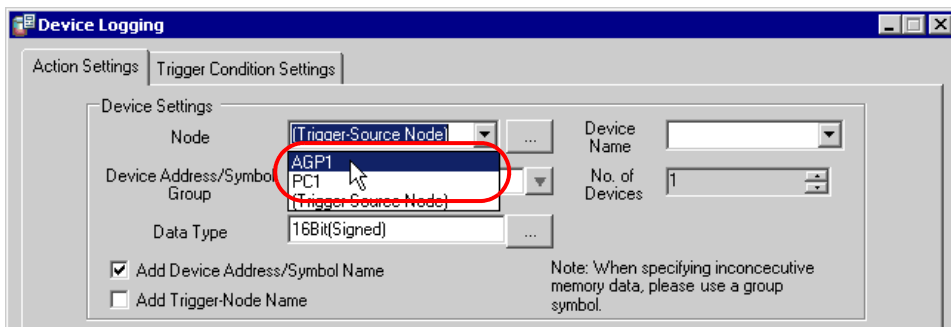 Device Logging
Action Settings
Trigger Condition Settings
Device Settings
Node
(Trigger-Source Node)
...
Device Name
AGP1
PC1
(Trigger-Source Node)
Device Address/Symbol Group
No. of Devices
1
Data Type
16Bit(Signed)
...
Add Device Address/Symbol Name
Add Trigger-Node Name
Note: When specifying inconcecutive
memory data, please use a group
symbol.